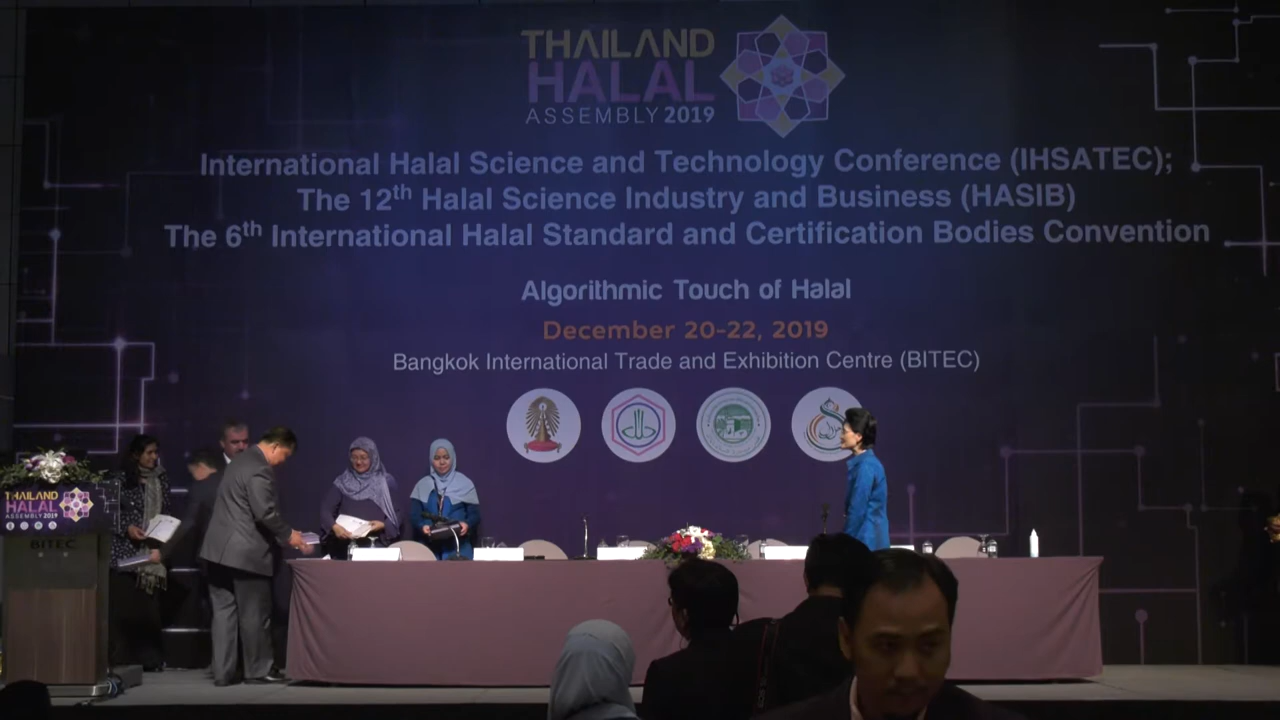 THAILAND
HALAL
ASSEMBLY 2019
International Halal Science and Technology Conference (IHSATEC);
The 12th Halal Science Industry and Business (HASIB)
The 6th International Halal Standard and Certification Bodies Convention
Algorithmic Touch of Halal
December 20-22, 2019
Bangkok International Trade and Exhibition Centre (BITEC)
THAILAND
HALAL
ASSEMBLY 2019
BITEC